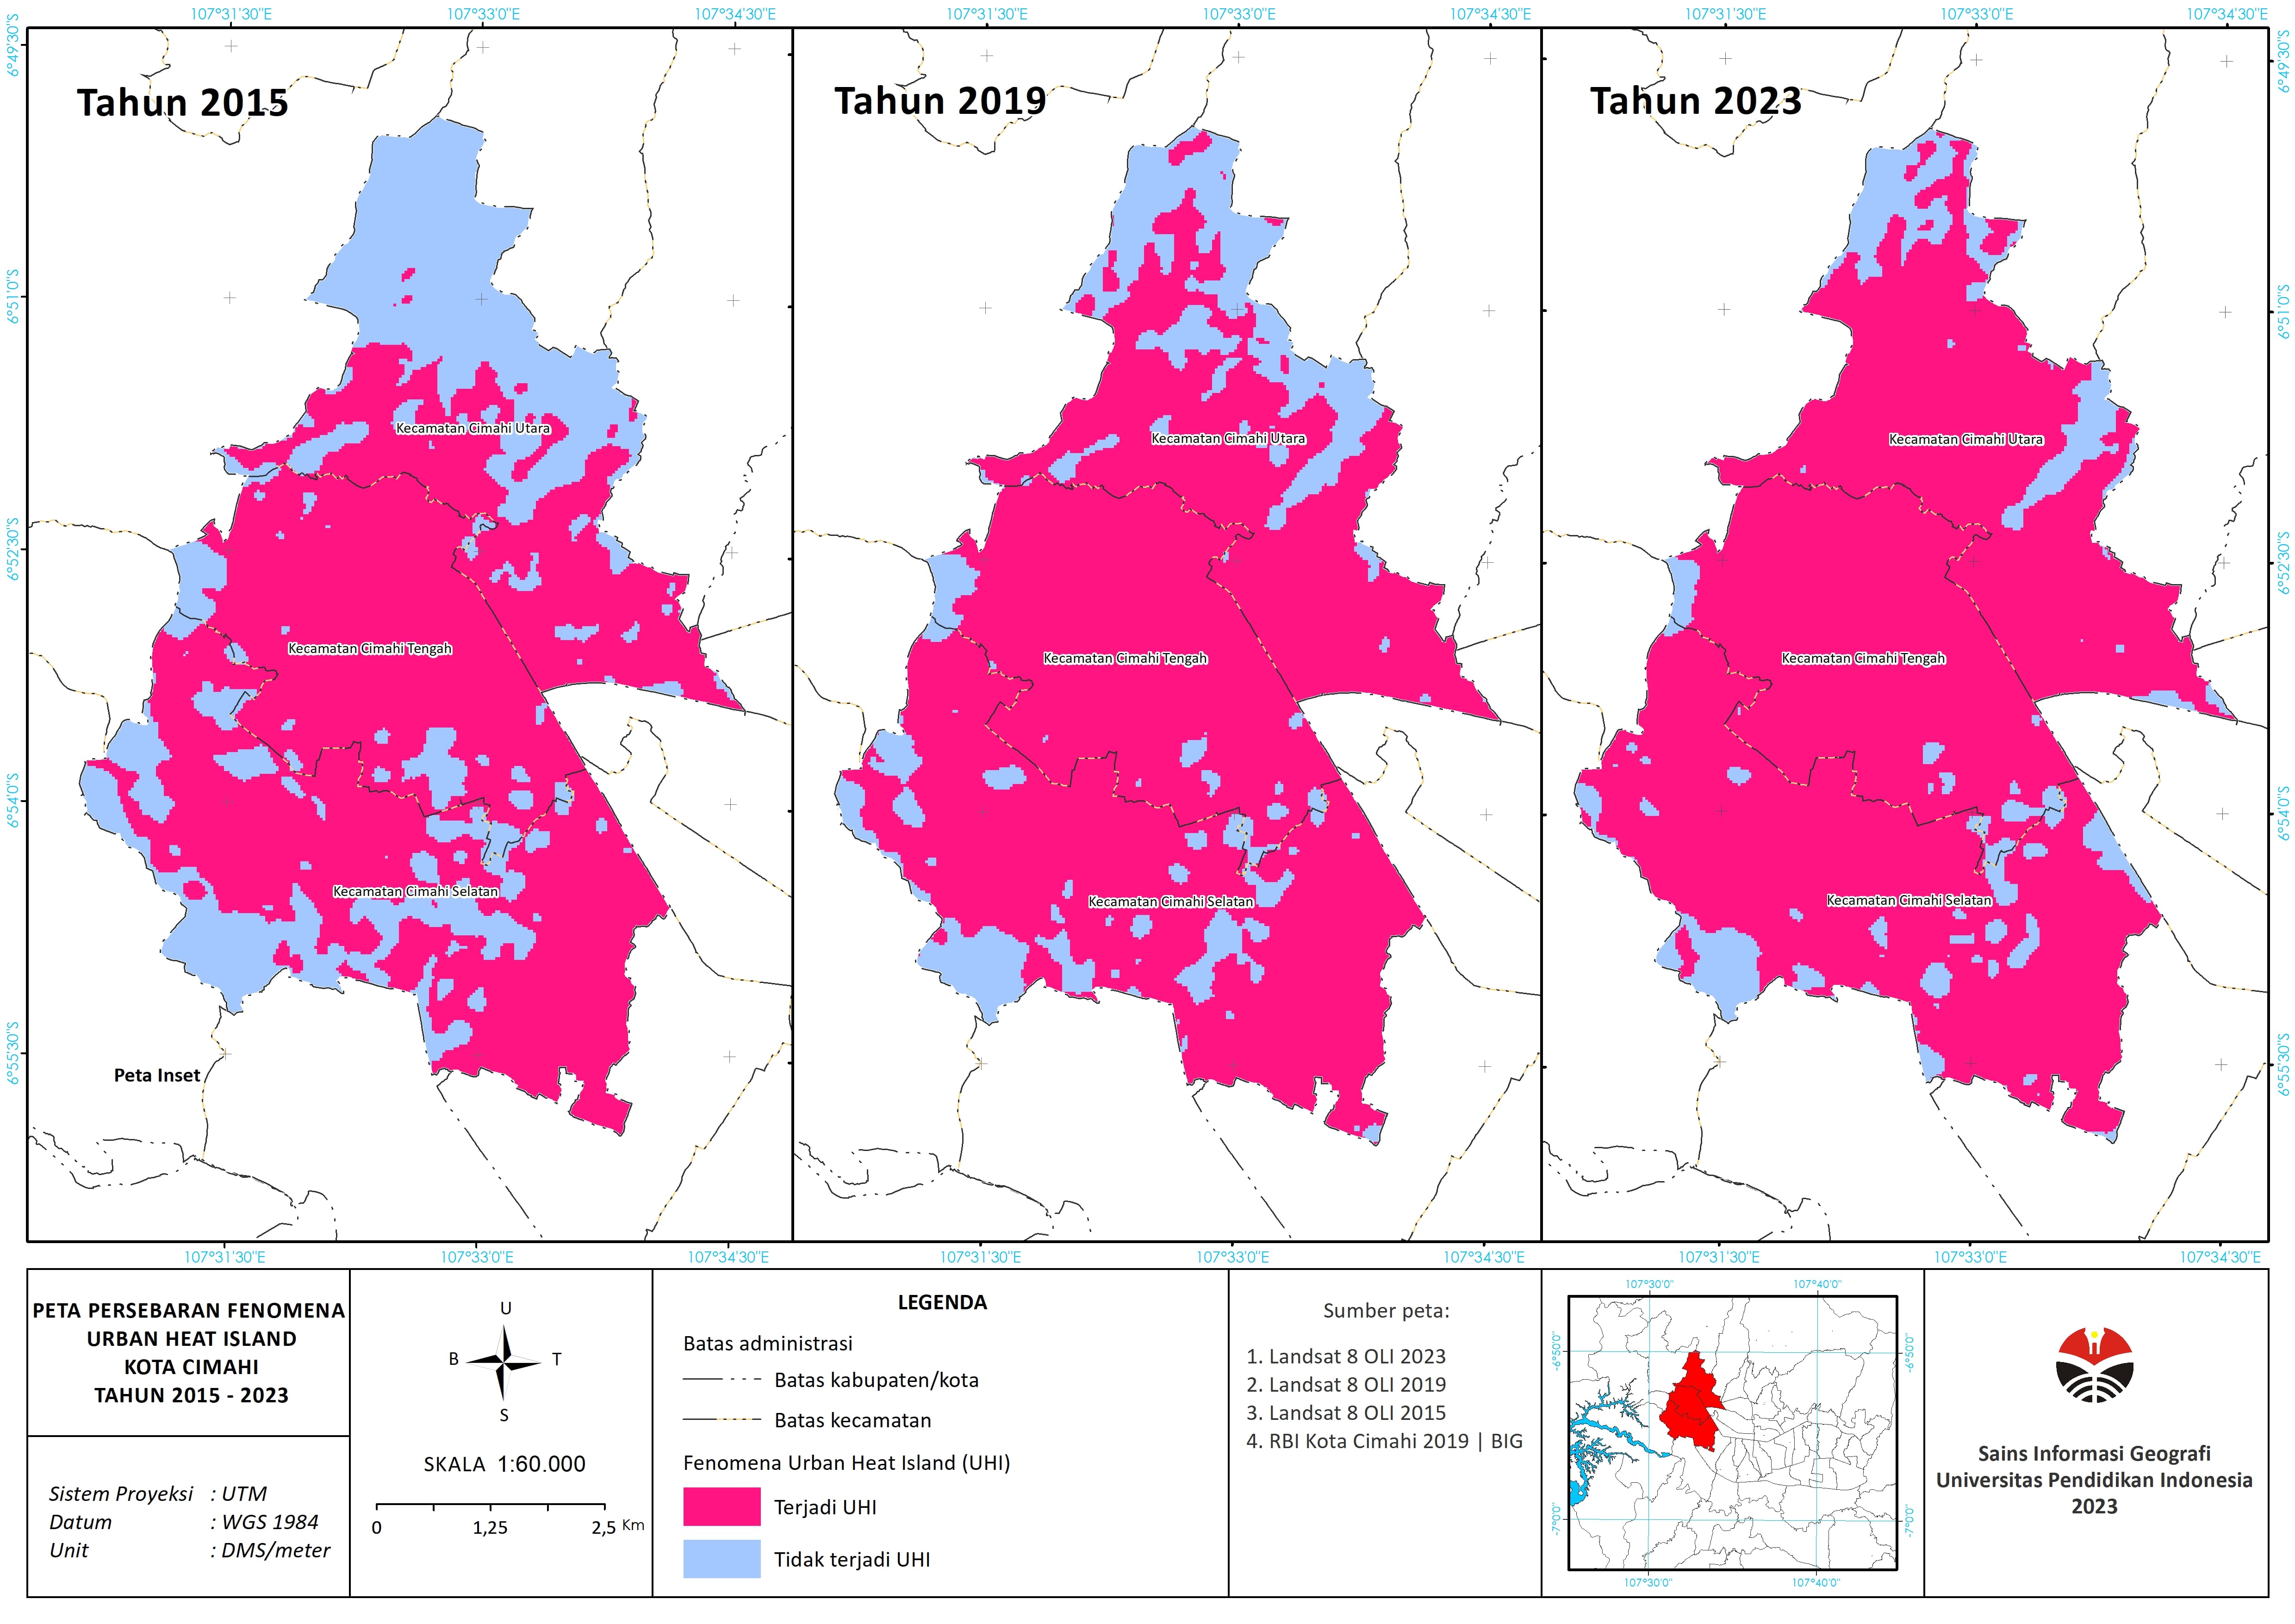 107°31'30"E 107°33'0"E 107°34'30"E 107°31'30"E 107°33'0"E 107°34'30"E 107°31'30"E 107°33'0"E 107°34'30"E
6°49'30"S
6°51'0"S
6°52'30"S
6°54'0"S
6°55'30"S
Tahun 2015
Kecamatan Cimahi Utara
Kecamatan Cimahi Tengah
Kecamatan Cimahi Selatan
Peta Inset
Tahun 2019
Kecamatan Cimahi Utara
Kecamatan Cimahi Tengah
Kecamatan Cimahi Selatan
Tahun 2023
Kecamatan Cimahi Utara
Kecamatan Cimahi Tengah
Kecamatan Cimahi Selatan
6°49'30"S
6°51'0"S
6°52'30"S
6°54'0"S
6°55'30"S
107°31'30"E 107°33'0"E 107°34'30"E 107°31'30"E 107°33'0"E 107°34'30"E 107°31'30"E 107°33'0"E 107°34'30"E
PETA PERSEBARAN FENOMENA
URBAN HEAT ISLAND
KOTA CIMAHI
TAHUN 2015 - 2023
Sistem Proyeksi : UTM
Datum : WGS 1984
Unit : DMS/meter
U
B T
S
SKALA 1:60.000
0 1,25 2,5 Km
LEGENDA
Batas administrasi
Batas kabupaten/kota
Batas kecamatan
Fenomena Urban Heat Island (UHI)
Terjadi UHI
Tidak terjadi UHI
Sumber peta:
1. Landsat 8 OLI 2023
2. Landsat 8 OLI 2019
3. Landsat 8 OLI 2015
4. RBI Kota Cimahi 2019 | BIG
107°30'0" 107°40'0"
-6°50'0" -6°50'0"
-7°0'0" -7°0'0"
107°30'0" 107°40'0"
Sains Informasi Geografi
Universitas Pendidikan Indonesia
2023